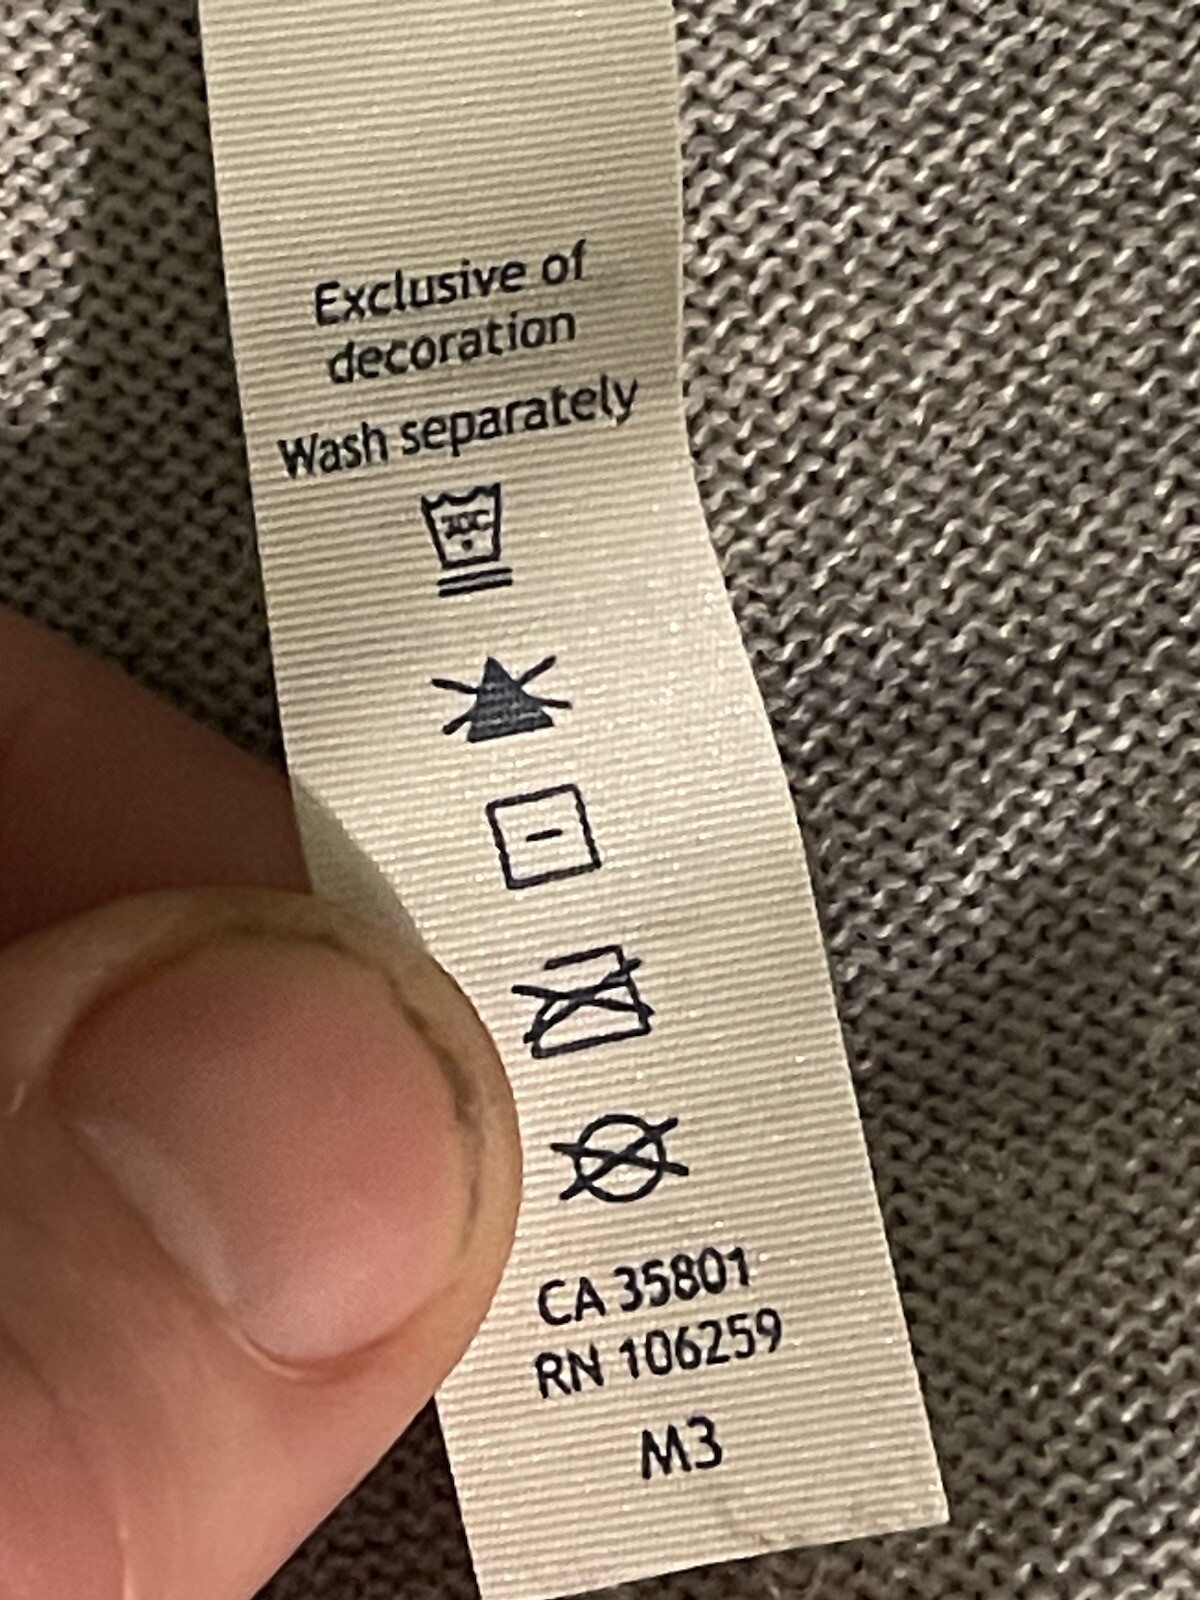 Exclusive of
decoration
Wash separately
30C
CA 35801
RN 106259
M3